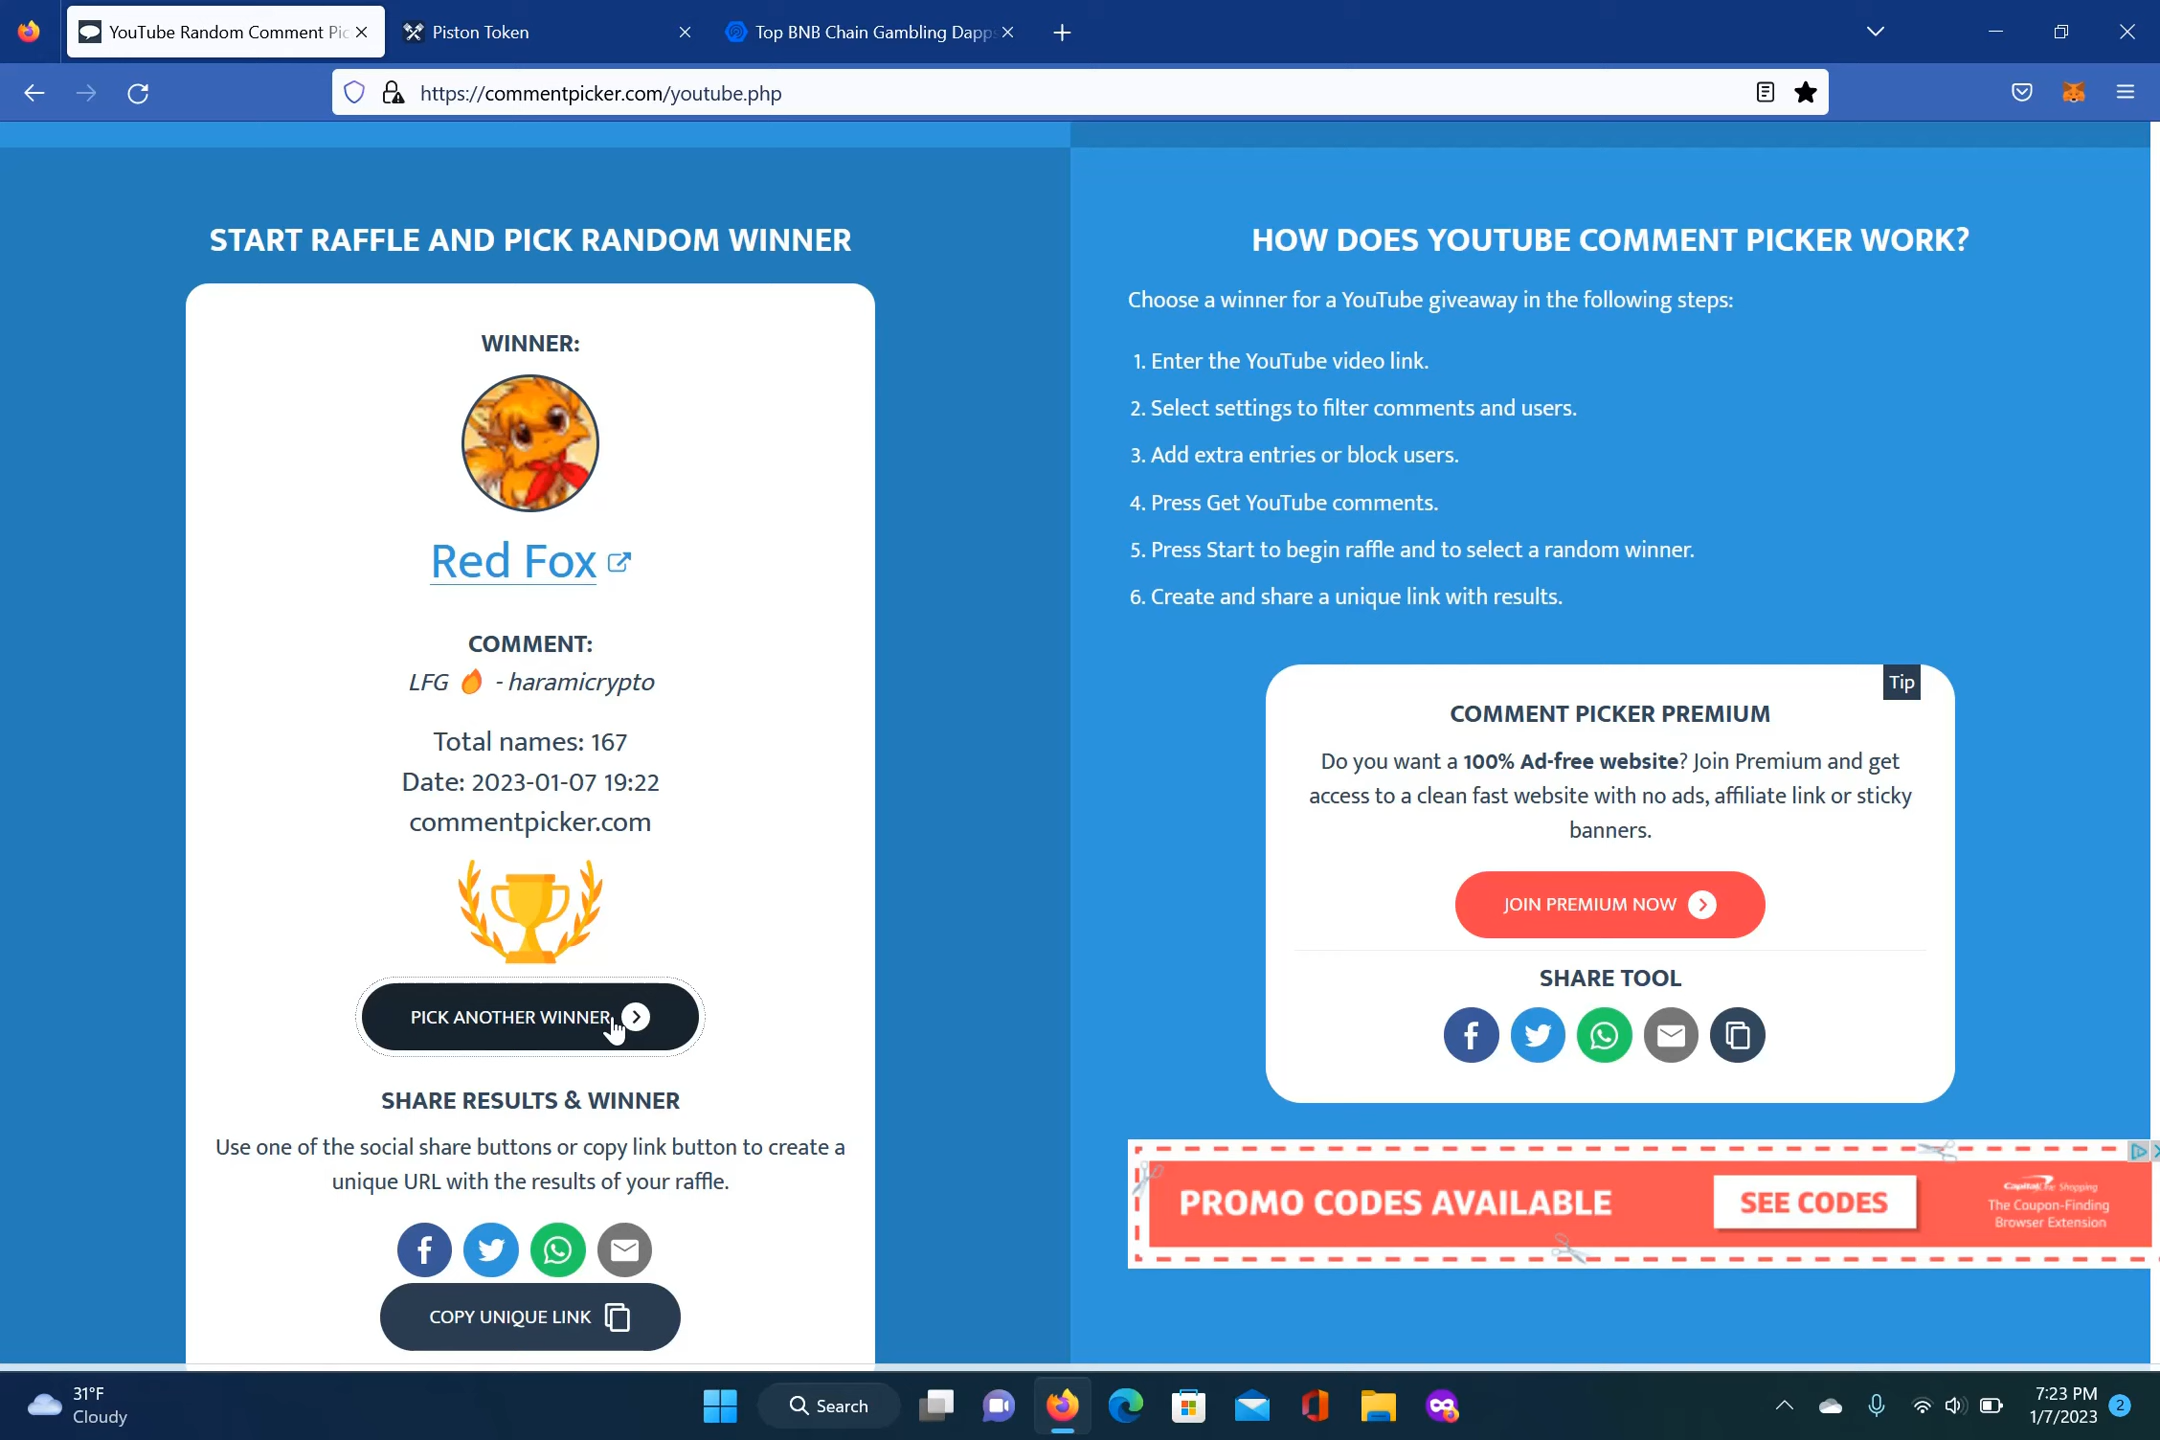 YouTube Random Comment Pic
Piston Token
Top BNB Chain Gambling Dapp
https://commentpicker.com/youtube.php
START RAFFLE AND PICK RANDOM WINNER
WINNER:
Red Fox
COMMENT:
LFG 🔥 - haramicrypto
Total names: 167
Date: 2023-01-07 19:22
commentpicker.com
PICK ANOTHER WINNER
SHARE RESULTS & WINNER
Use one of the social share buttons or copy link button to create a
unique URL with the results of your raffle.
COPY UNIQUE LINK
HOW DOES YOUTUBE COMMENT PICKER WORK?
Choose a winner for a YouTube giveaway in the following steps:
1. Enter the YouTube video link.
2. Select settings to filter comments and users.
3. Add extra entries or block users.
4. Press Get YouTube comments.
5. Press Start to begin raffle and to select a random winner.
6. Create and share a unique link with results.
Tip
COMMENT PICKER PREMIUM
Do you want a 100% Ad-free website? Join Premium and get
access to a clean fast website with no ads, affiliate link or sticky
banners.
JOIN PREMIUM NOW
SHARE TOOL
PROMO CODES AVAILABLE
SEE CODES
Capital One Shopping
The Coupon-Finding
Browser Extension
31°F
Cloudy
Search
7:23 PM
1/7/2023
2